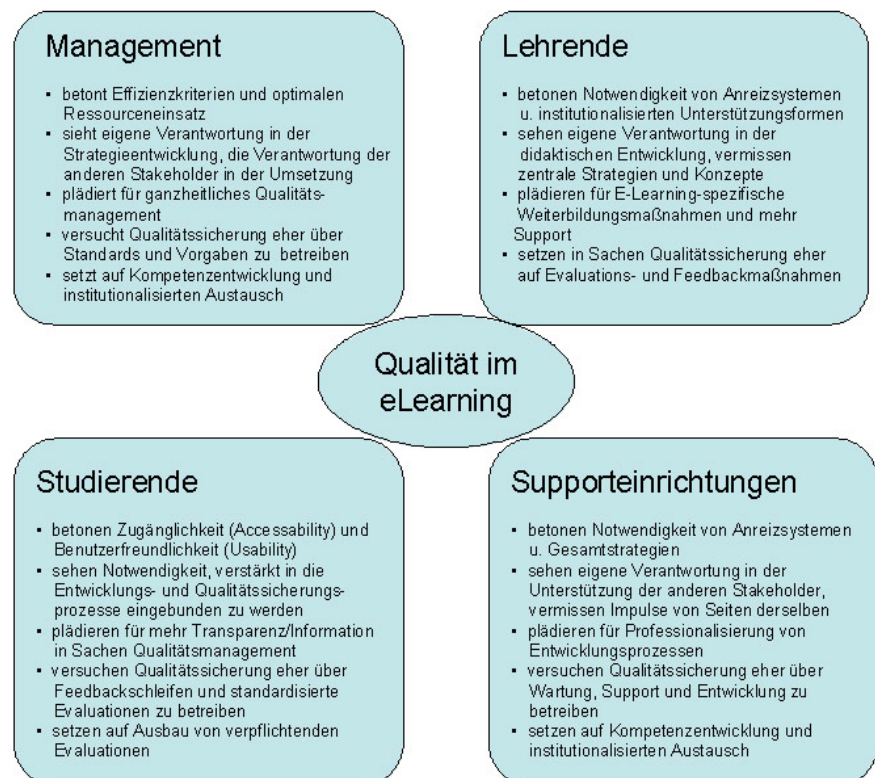 Management
▪ betont Effizienzkriterien und optimalen
Ressourceneinsatz
▪ sieht eigene Verantwortung in der
Strategieentwicklung, die Verantwortung der
anderen Stakeholder in der Umsetzung
▪ plädiert für ganzheitliches Qualitäts-
management
▪ versucht Qualitätssicherung eher über
Standards und Vorgaben zu betreiben
▪ setzt auf Kompetenzentwicklung und
institutionalisierten Austausch
Lehrende
▪ betonen Notwendigkeit von Anreizsystemen
u. institutionalisierten Unterstützungsformen
▪ sehen eigene Verantwortung in der
didaktischen Entwicklung, vermissen
zentrale Strategien und Konzepte
▪ plädieren für E-Learning-spezifische
Weiterbildungsmaßnahmen und mehr
Support
▪ setzen in Sachen Qualitätssicherung eher
auf Evaluations- und Feedbackmaßnahmen
Qualität im
eLearning
Studierende
▪ betonen Zugänglichkeit (Accessability) und
Benutzerfreundlichkeit (Usability)
▪ sehen Notwendigkeit, verstärkt in die
Entwicklungs- und Qualitätssicherungs-
prozesse eingebunden zu werden
▪ plädieren für mehr Transparenz/Information
in Sachen Qualitätsmanagement
▪ versuchen Qualitätssicherung eher über
Feedbackschleifen und standardisierte
Evaluationen zu betreiben
▪ setzen auf Ausbau von verpflichtenden
Evaluationen
Supporteinrichtungen
▪ betonen Notwendigkeit von Anreizsystemen
u. Gesamtstrategien
▪ sehen eigene Verantwortung in der
Unterstützung der anderen Stakeholder,
vermissen Impulse von Seiten derselben
▪ plädieren für Professionalisierung von
Entwicklungsprozessen
▪ versuchen Qualitätssicherung eher über
Wartung, Support und Entwicklung zu
betreiben
▪ setzen auf Kompetenzentwicklung und
institutionalisierten Austausch